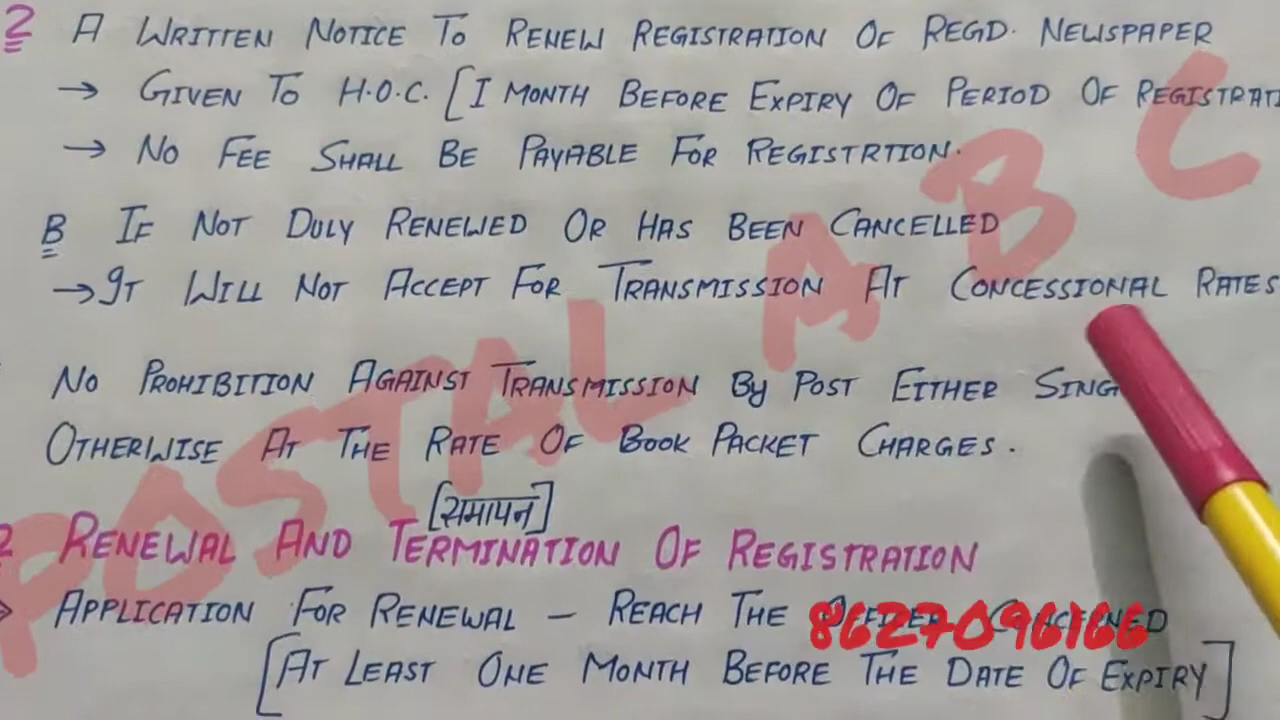 2 A WRITTEN NOTICE TO RENEW REGISTRATION OF REGD. NEWSPAPER
→ GIVEN TO H.O.C. [I MONTH BEFORE EXPIRY OF PERIOD OF REGISTRATI
→ NO FEE SHALL BE PAYABLE FOR REGISTRTION.
B IF NOT DULY RENEWED OR HAS BEEN CANCELLED
→ IT WILL NOT ACCEPT FOR TRANSMISSION AT CONCESSIONAL RATES
NO PROHIBITION AGAINST TRANSMISSION By POST EITHER SING
OTHERWISE AT THE RATE OF BOOK PACKET CHARGES.
[समापन]
2 RENEWAL AND TERMINATION OF REGISTRATION
APPLICATION FOR RENEWAL – REACH THE OFFICER CONCERNED
[AT LEAST ONE MONTH BEFORE THE DATE OF EXPIRY]
POSTAL A B C
8627096166